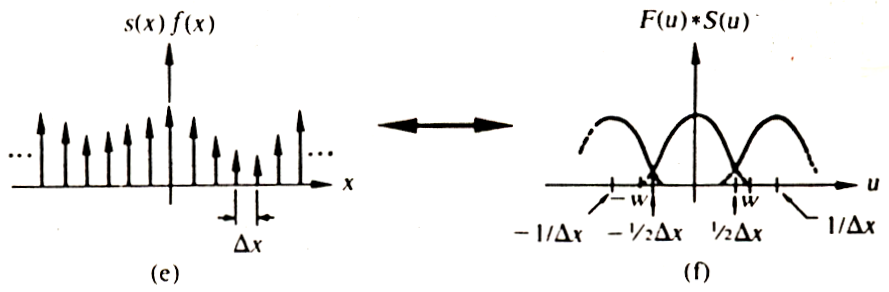 s(x) f(x)
F(u)*S(u)
... ...
x
u
Δx
-w w
-1/Δx -½Δx ½Δx - 1/Δx
(e)
(f)